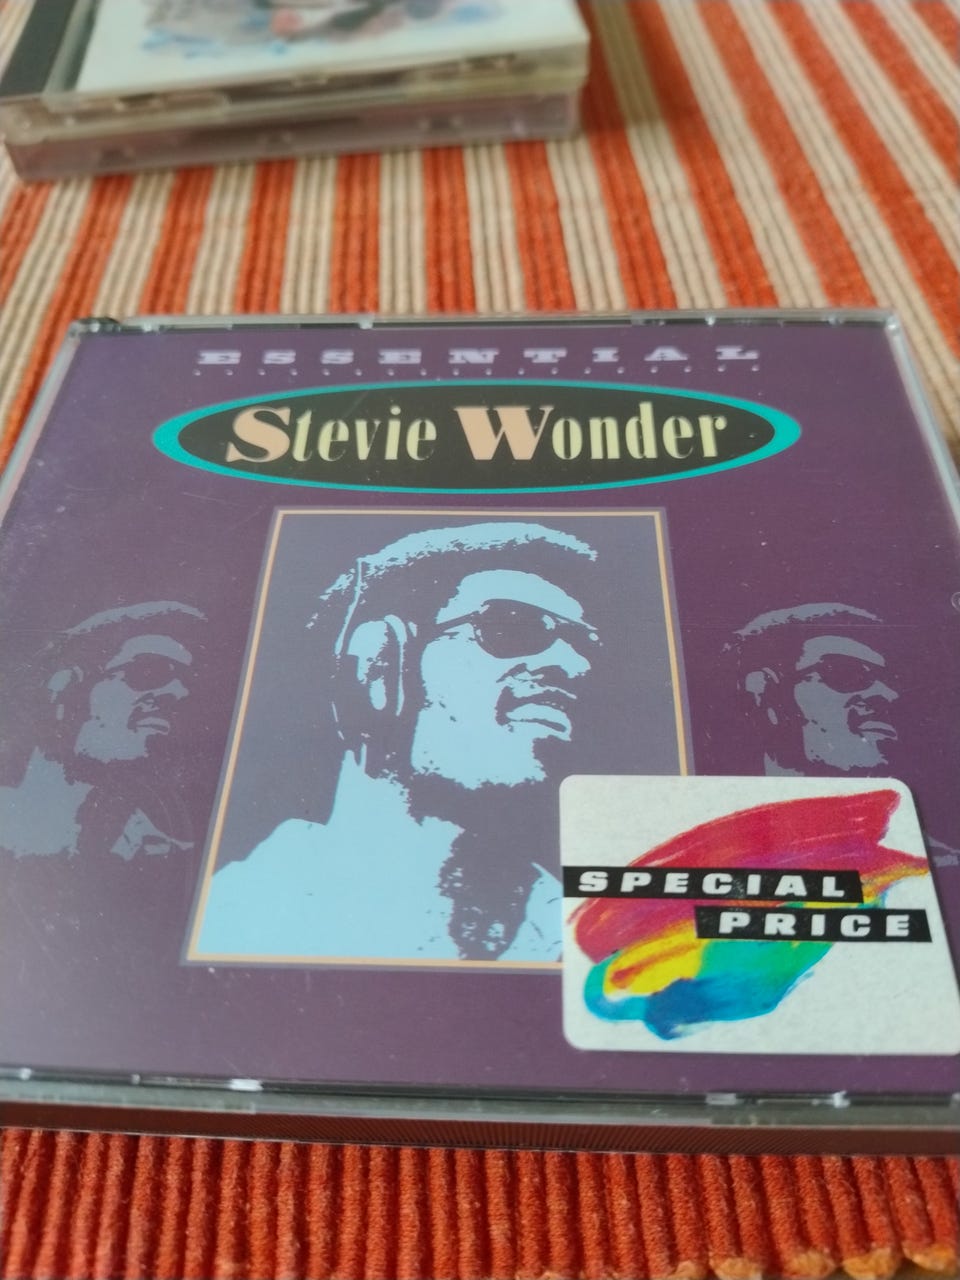 ESSENTIAL
Stevie Wonder
SPECIAL
PRICE